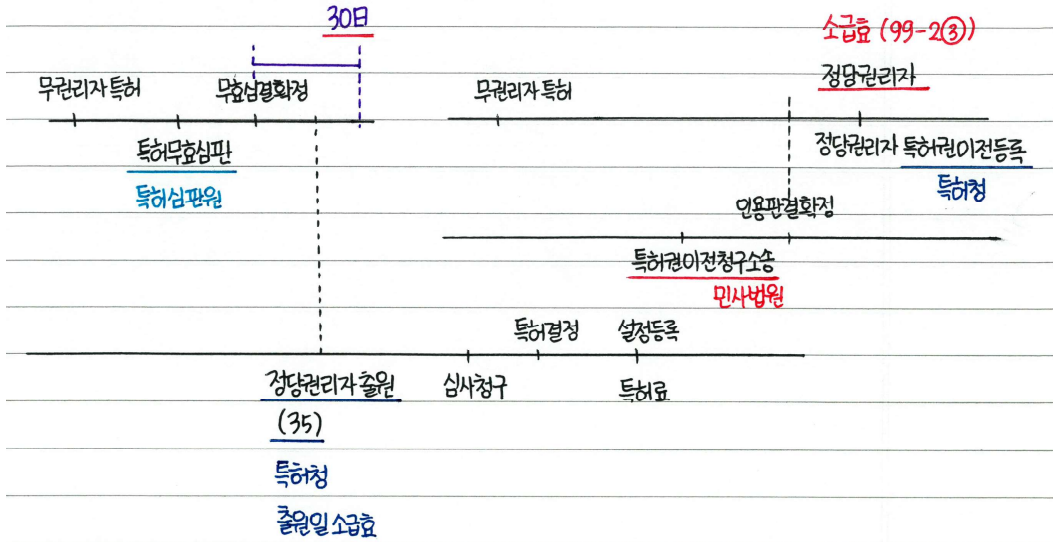 30日
소급효 (99-2③)
무권리자 특허
무효심결확정
무권리자 특허
정당권리자
특허무효심판
특허심판원
정당권리자 특허권이전등록
특허청
인용판결확정
특허권이전청구소송
민사법원
특허결정
설정등록
정당권리자 출원
심사청구
특허료
(35)
특허청
출원일 소급효